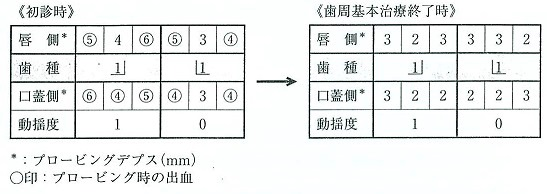 《初診時》
唇　側* ⑤ 4 ⑥ ⑤ 3 ④
歯　種 1⏌ ⎿1
口蓋側* ⑥ ④ ⑤ ④ 3 ④
動揺度 1 0
《歯周基本治療終了時》
唇　側* 3 2 3 3 3 2
歯　種 1⏌ ⎿1
口蓋側* 3 2 2 2 2 3
動揺度 1 0
*：プロービングデプス(mm)
○印：プロービング時の出血